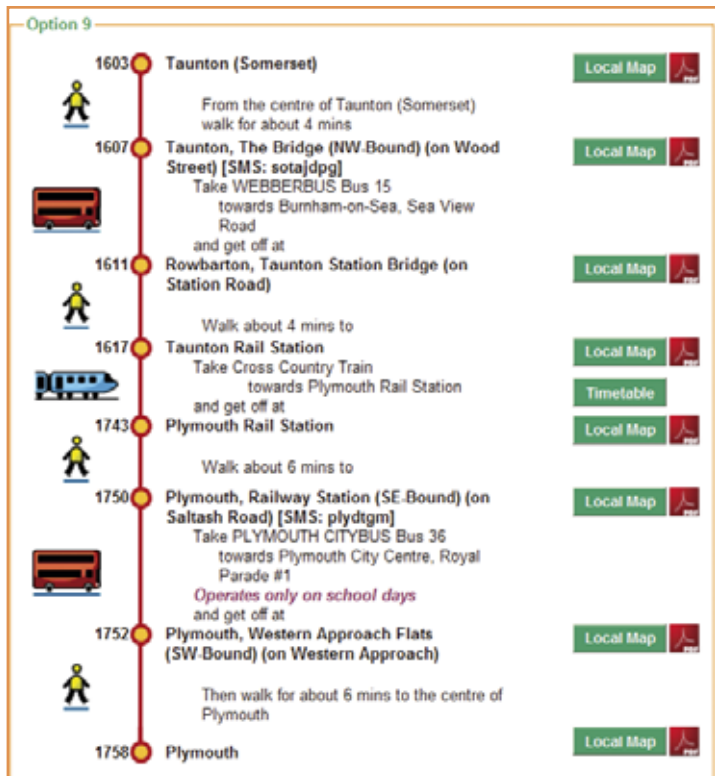 Option 9
1603 Taunton (Somerset) Local Map PDF
From the centre of Taunton (Somerset)
walk for about 4 mins
1607 Taunton, The Bridge (NW-Bound) (on Wood Local Map PDF
Street) [SMS: sotajdpg]
Take WEBBERBUS Bus 15
towards Burnham-on-Sea, Sea View
Road
and get off at
1611 Rowbarton, Taunton Station Bridge (on Local Map PDF
Station Road)
Walk about 4 mins to
1617 Taunton Rail Station Local Map PDF
Take Cross Country Train
towards Plymouth Rail Station Timetable
and get off at
1743 Plymouth Rail Station Local Map PDF
Walk about 6 mins to
1750 Plymouth, Railway Station (SE-Bound) (on Local Map PDF
Saltash Road) [SMS: plydtgm]
Take PLYMOUTH CITYBUS Bus 36
towards Plymouth City Centre, Royal
Parade #1
Operates only on school days
and get off at
1752 Plymouth, Western Approach Flats Local Map PDF
(SW-Bound) (on Western Approach)
Then walk for about 6 mins to the centre of
Plymouth
1758 Plymouth Local Map PDF